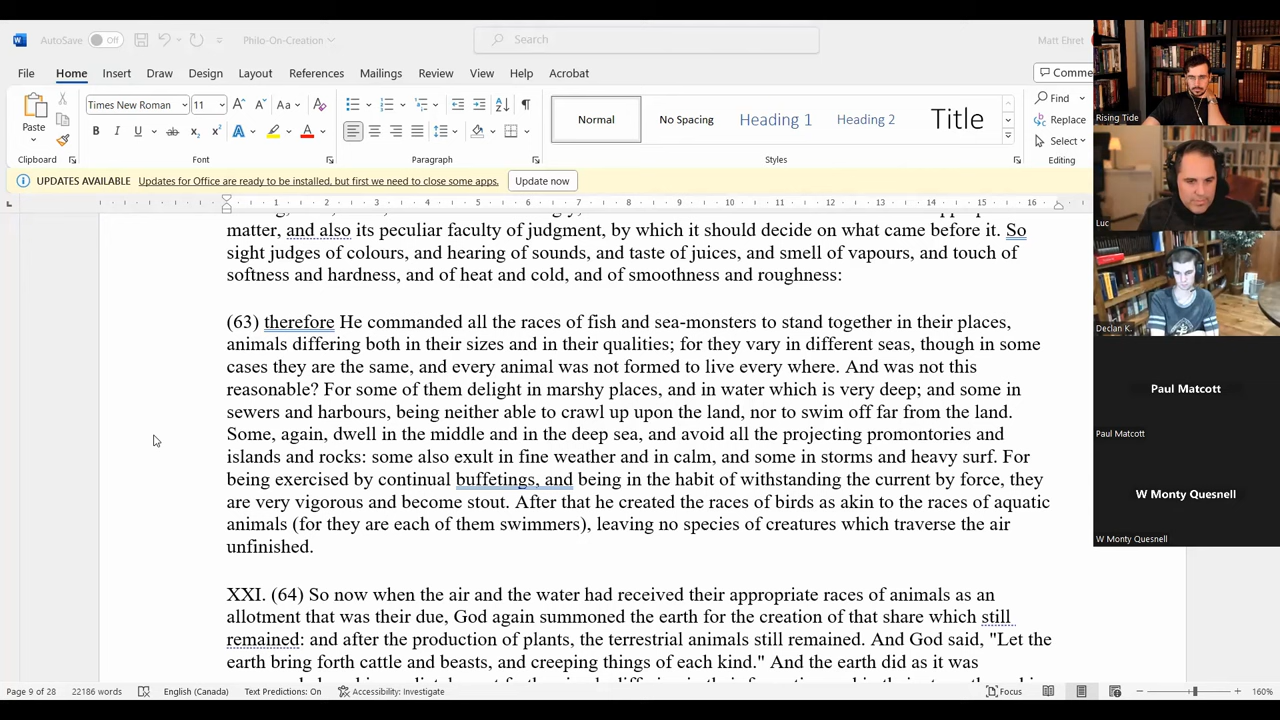 AutoSave Off Philo-On-Creation Search Matt Ehret
File Home Insert Draw Design Layout References Mailings Review View Help Acrobat
Times New Roman 11 Aa
Paste
B I U ab x₂ x² A A
Normal No Spacing Heading 1 Heading 2 Title
Find
Replace
Select
Clipboard Font Paragraph Styles Editing
UPDATES AVAILABLE Updates for Office are ready to be installed, but first we need to close some apps. Update now
1 2 3 4 5 6 7 8 9 10 11 12 13 14 15 16
matter, and also its peculiar faculty of judgment, by which it should decide on what came before it. So
sight judges of colours, and hearing of sounds, and taste of juices, and smell of vapours, and touch of
softness and hardness, and of heat and cold, and of smoothness and roughness:
(63) therefore He commanded all the races of fish and sea-monsters to stand together in their places,
animals differing both in their sizes and in their qualities; for they vary in different seas, though in some
cases they are the same, and every animal was not formed to live every where. And was not this
reasonable? For some of them delight in marshy places, and in water which is very deep; and some in
sewers and harbours, being neither able to crawl up upon the land, nor to swim off far from the land.
Some, again, dwell in the middle and in the deep sea, and avoid all the projecting promontories and
islands and rocks: some also exult in fine weather and in calm, and some in storms and heavy surf. For
being exercised by continual buffetings, and being in the habit of withstanding the current by force, they
are very vigorous and become stout. After that he created the races of birds as akin to the races of aquatic
animals (for they are each of them swimmers), leaving no species of creatures which traverse the air
unfinished.
XXI. (64) So now when the air and the water had received their appropriate races of animals as an
allotment that was their due, God again summoned the earth for the creation of that share which still
remained: and after the production of plants, the terrestrial animals still remained. And God said, "Let the
earth bring forth cattle and beasts, and creeping things of each kind." And the earth did as it was
Page 9 of 28 22186 words English (Canada) Text Predictions: On Accessibility: Investigate Focus 160%
Rising Tide
Luc
Declan K.
Paul Matcott
Paul Matcott
W Monty Quesnell
W Monty Quesnell